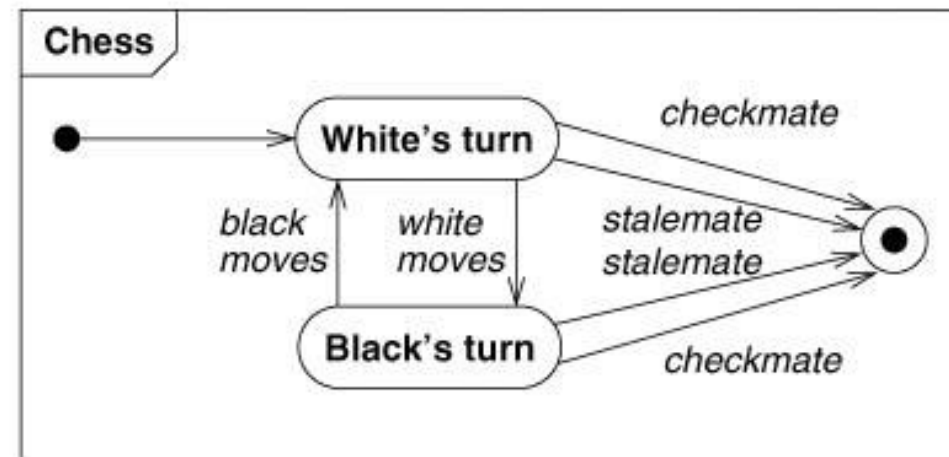 Chess
White's turn
checkmate
black
moves
white
moves
stalemate
stalemate
Black's turn
checkmate